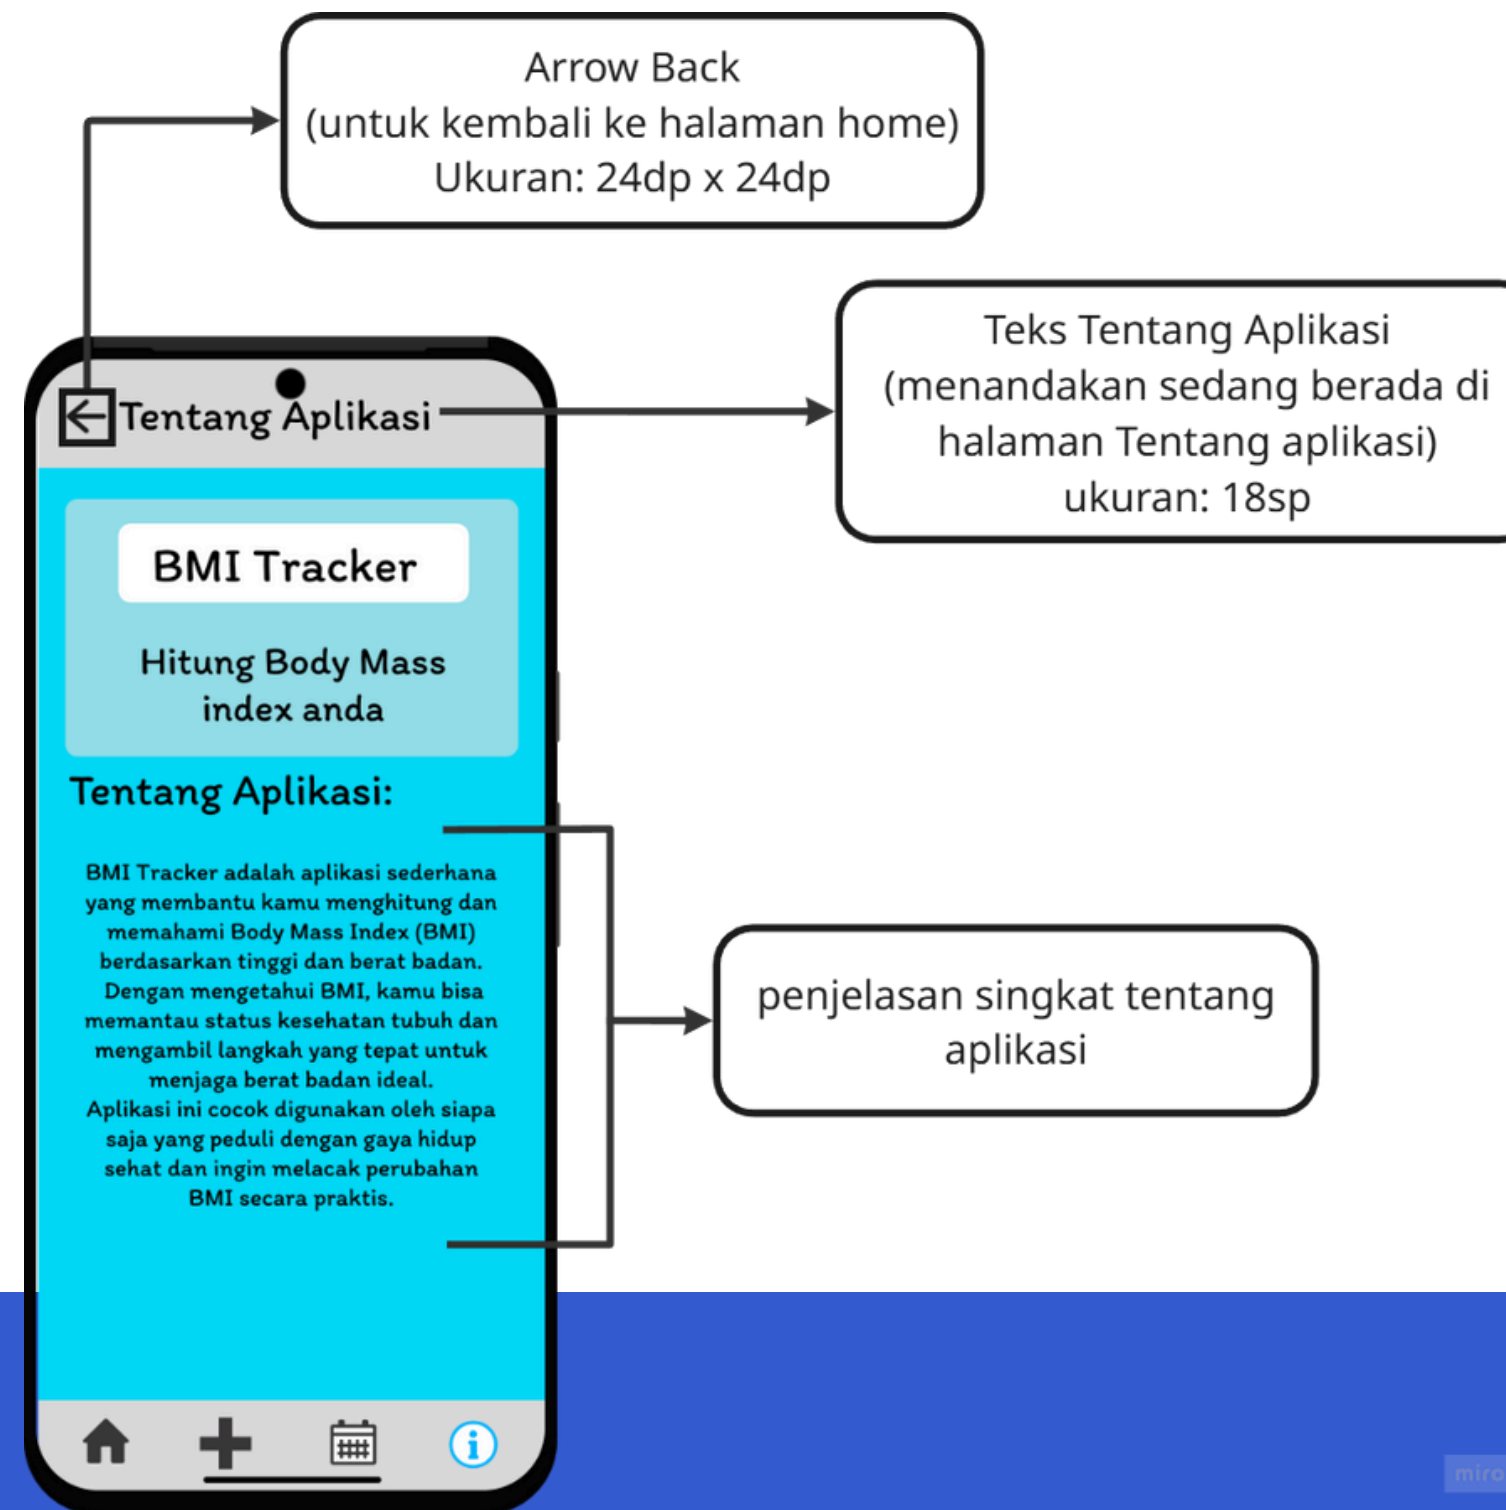 Arrow Back
(untuk kembali ke halaman home)
Ukuran: 24dp x 24dp
Teks Tentang Aplikasi
(menandakan sedang berada di
halaman Tentang aplikasi)
ukuran: 18sp
Tentang Aplikasi
BMI Tracker
Hitung Body Mass
index anda
Tentang Aplikasi:
BMI Tracker adalah aplikasi sederhana
yang membantu kamu menghitung dan
memahami Body Mass Index (BMI)
berdasarkan tinggi dan berat badan.
Dengan mengetahui BMI, kamu bisa
memantau status kesehatan tubuh dan
mengambil langkah yang tepat untuk
menjaga berat badan ideal.
Aplikasi ini cocok digunakan oleh siapa
saja yang peduli dengan gaya hidup
sehat dan ingin melacak perubahan
BMI secara praktis.
penjelasan singkat tentang
aplikasi
miro